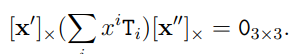 [𝐱′]ₓ(∑ᵢ xⁱ𝚃ᵢ)[𝐱″]ₓ = 𝟶₃ₓ₃.